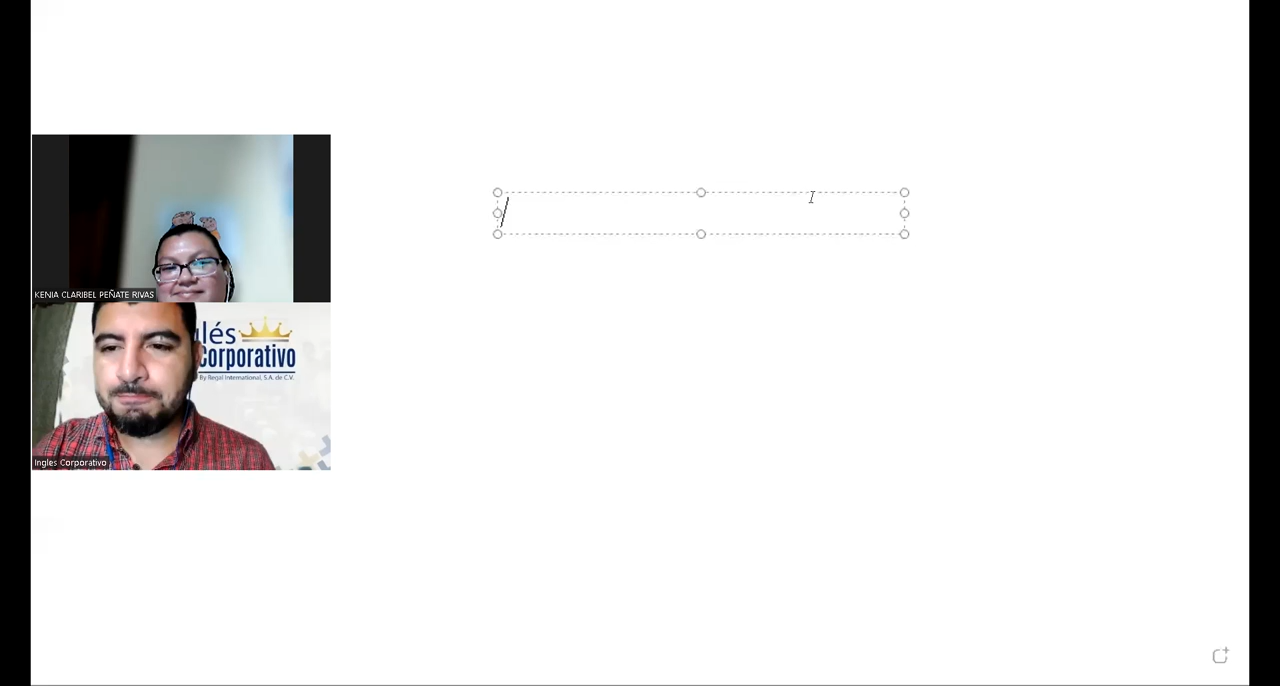 KENIA CLARIBEL PEÑATE RIVAS
lés
Corporativo
By Regal International, S.A. de C.V.
Ingles Corporativo